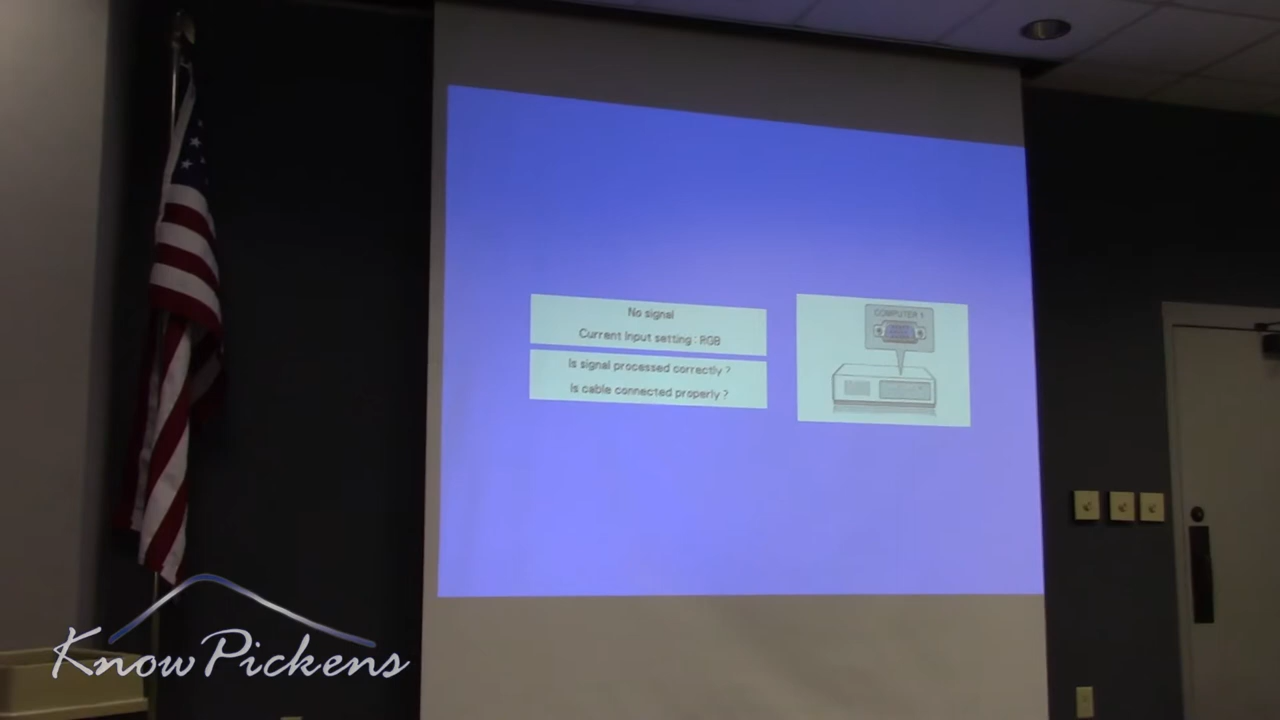 No signal
Current input setting : RGB
Is signal processed correctly ?
Is cable connected properly ?
COMPUTER 1
KnowPickens